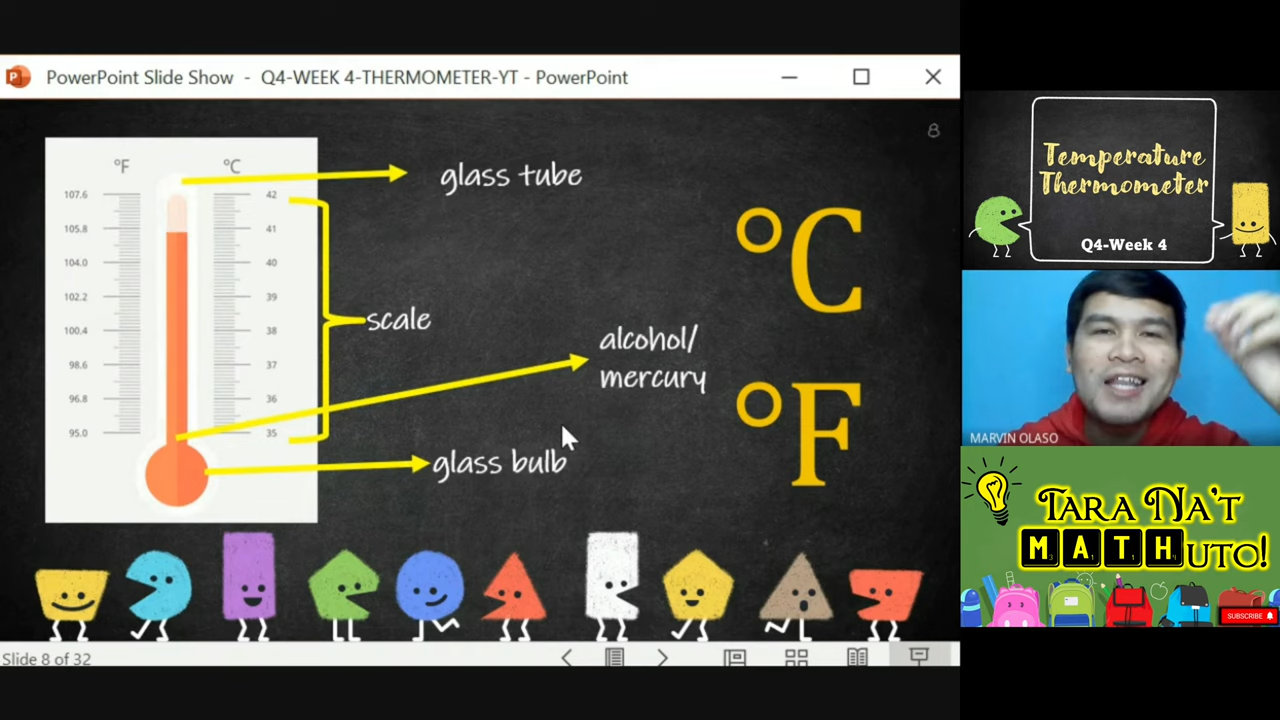 PowerPoint Slide Show - Q4-WEEK 4-THERMOMETER-YT - PowerPoint
8
°F °C
107.6 42
105.8 41
104.0 40
102.2 39
100.4 38
98.6 37
96.8 36
95.0 35
glass tube
scale
alcohol/
mercury
glass bulb
°C
°F
Slide 8 of 32
Temperature
Thermometer
Q4-Week 4
MARVIN OLASO
TARA NA'T
MATHUTO!
SUBSCRIBE